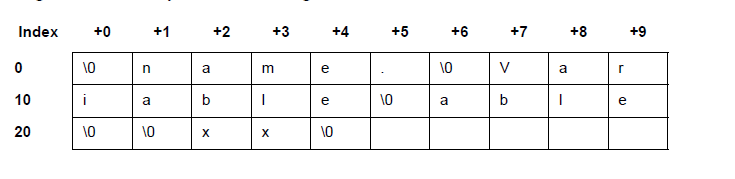 Index +0 +1 +2 +3 +4 +5 +6 +7 +8 +9
0 \0 n a m e . \0 V a r
10 i a b l e \0 a b l e
20 \0 \0 x x \0